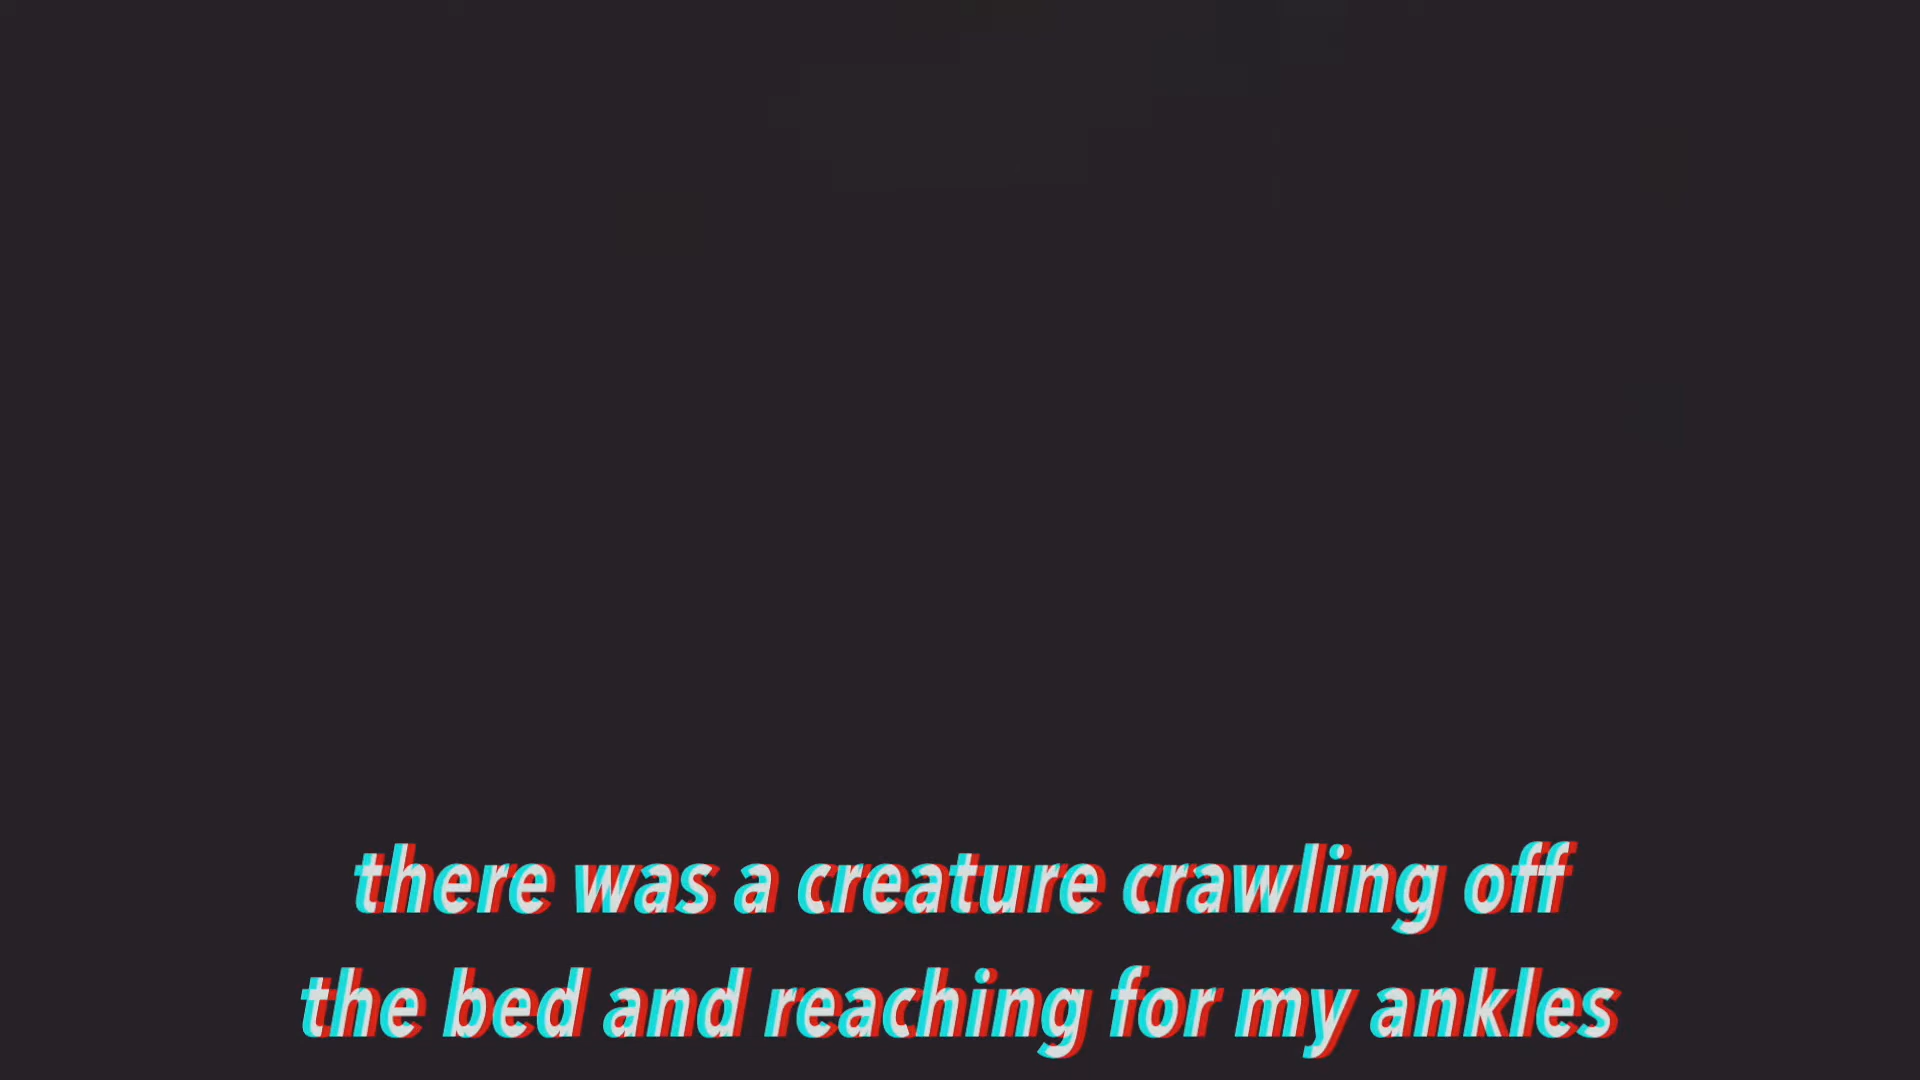 there was a creature crawling off
the bed and reaching for my ankles